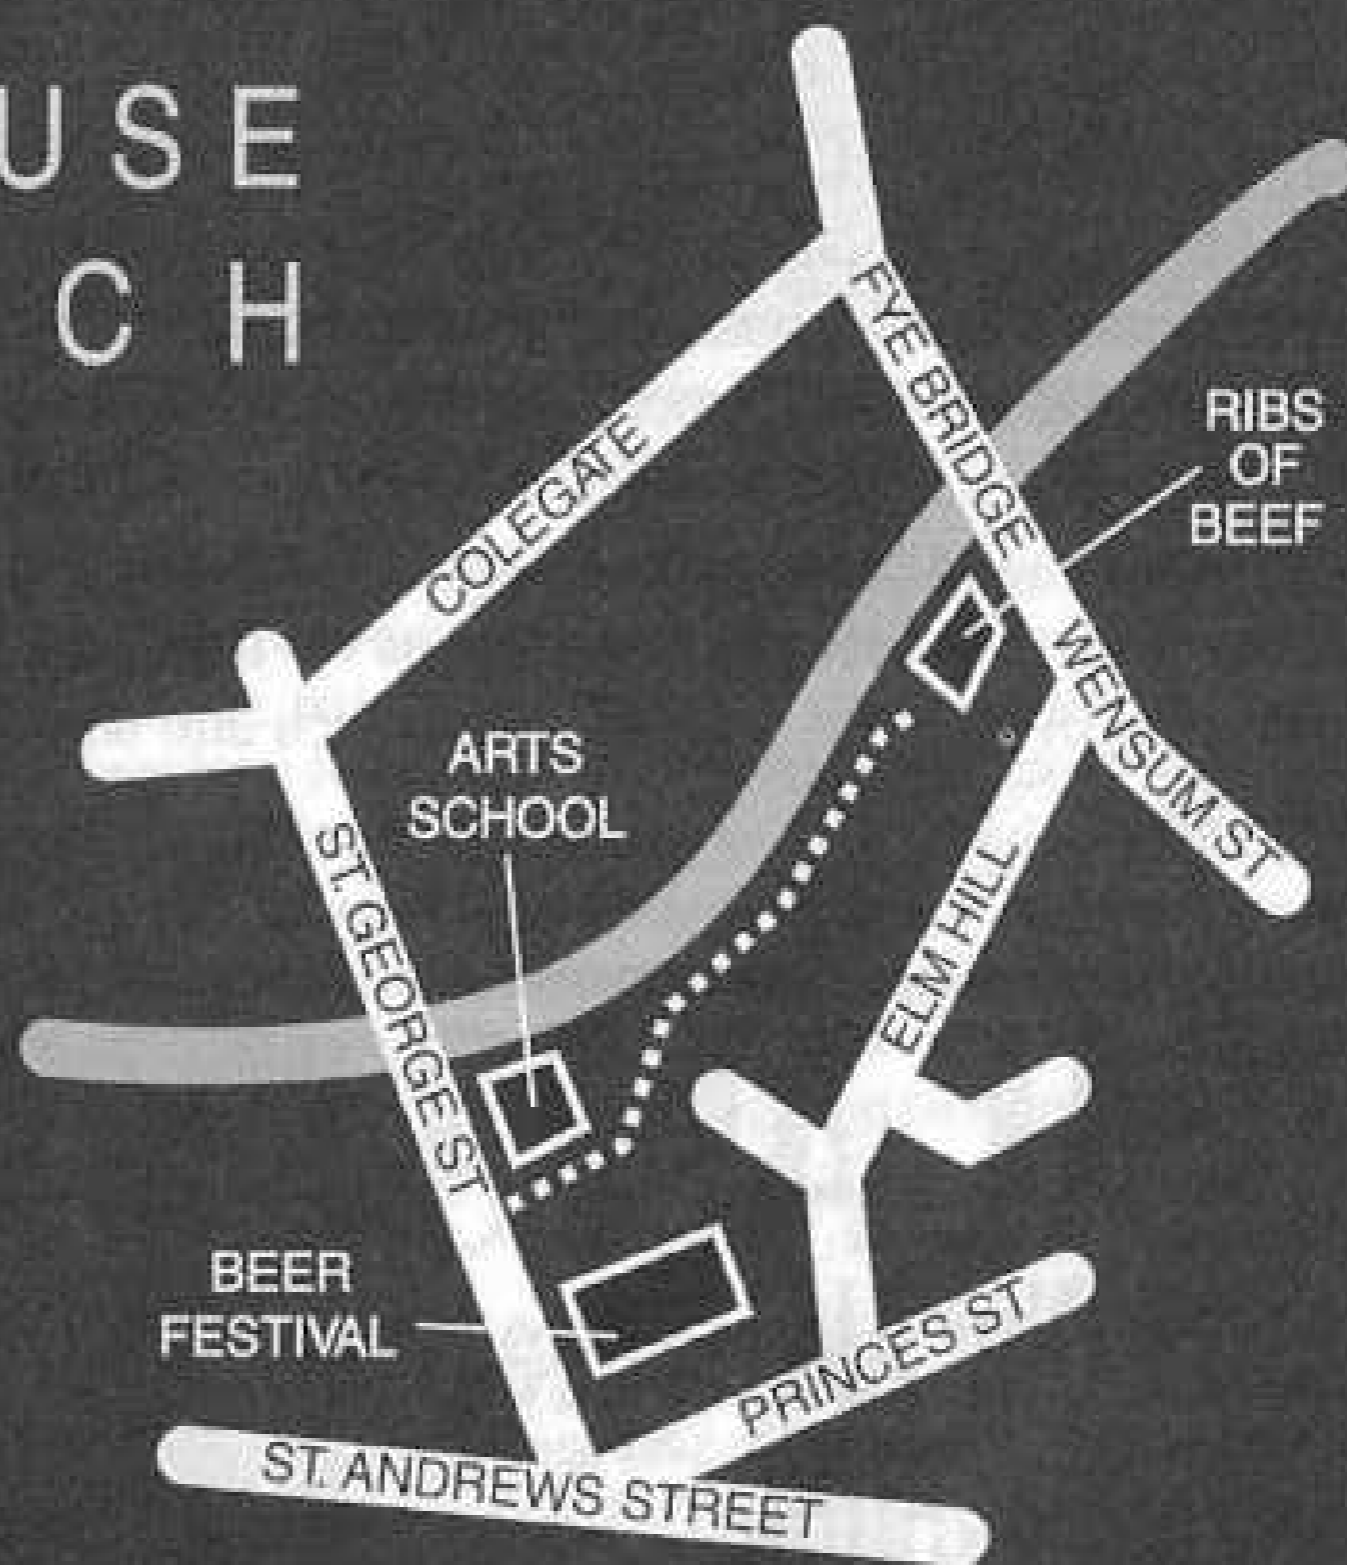 USE
CH
FYE BRIDGE
RIBS
OF
BEEF
COLEGATE
WENSUM ST
ARTS
SCHOOL
ST. GEORGE ST
ELM HILL
BEER
FESTIVAL
PRINCES ST
ST. ANDREWS STREET